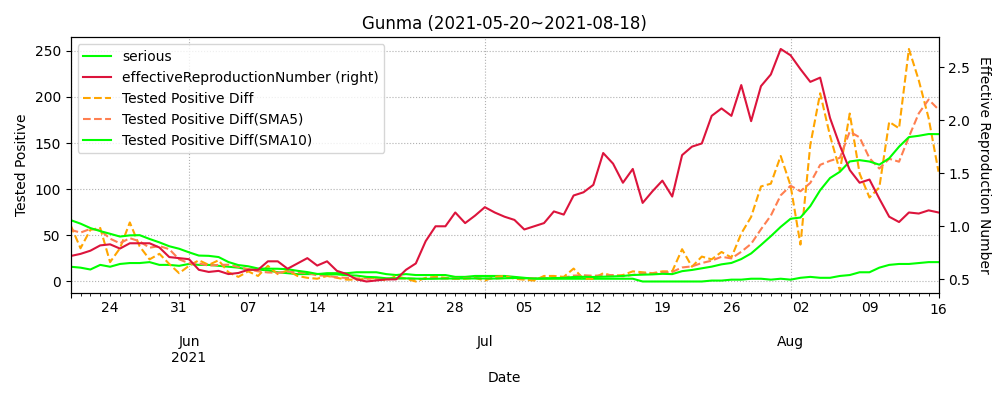 Gunma (2021-05-20~2021-08-18)
serious
effectiveReproductionNumber (right)
Tested Positive Diff
Tested Positive Diff(SMA5)
Tested Positive Diff(SMA10)
Tested Positive
250
200
150
100
50
0
Effective Reproduction Number
2.5
2.0
1.5
1.0
0.5
24 31 07 14 21 28 05 12 19 26 02 09 16
Jun Jul Aug
2021
Date